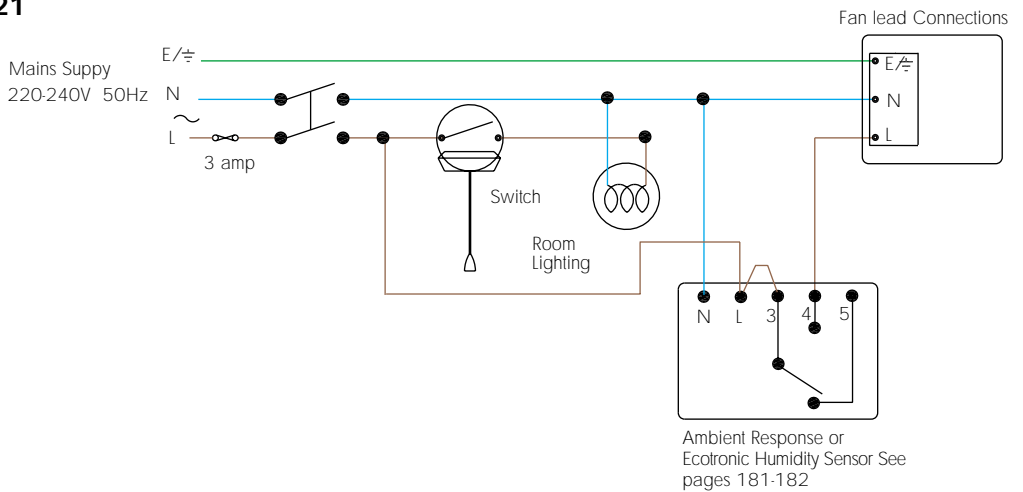 21
Fan lead Connections
E/⏚
Mains Suppy
220-240V 50Hz
N
L
3 amp
E/⏚
N
L
Switch
Room
Lighting
N L 3 4 5
Ambient Response or
Ecotronic Humidity Sensor See
pages 181-182